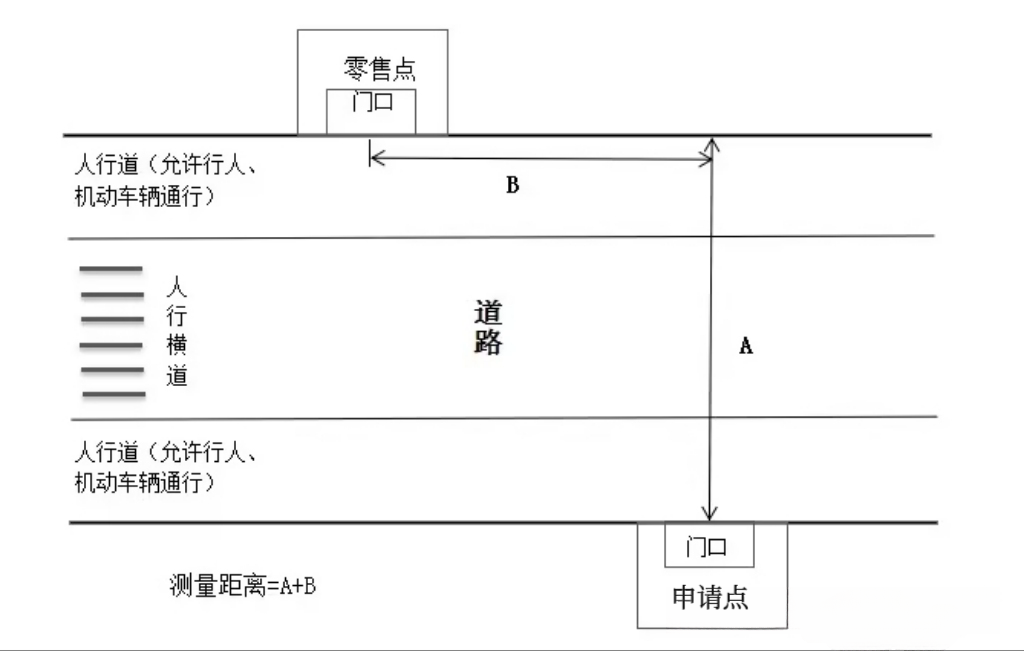 零售点
门口
人行道（允许行人、
机动车辆通行）
B
人
行
横
道
道
路
A
人行道（允许行人、
机动车辆通行）
门口
申请点
测量距离=A+B